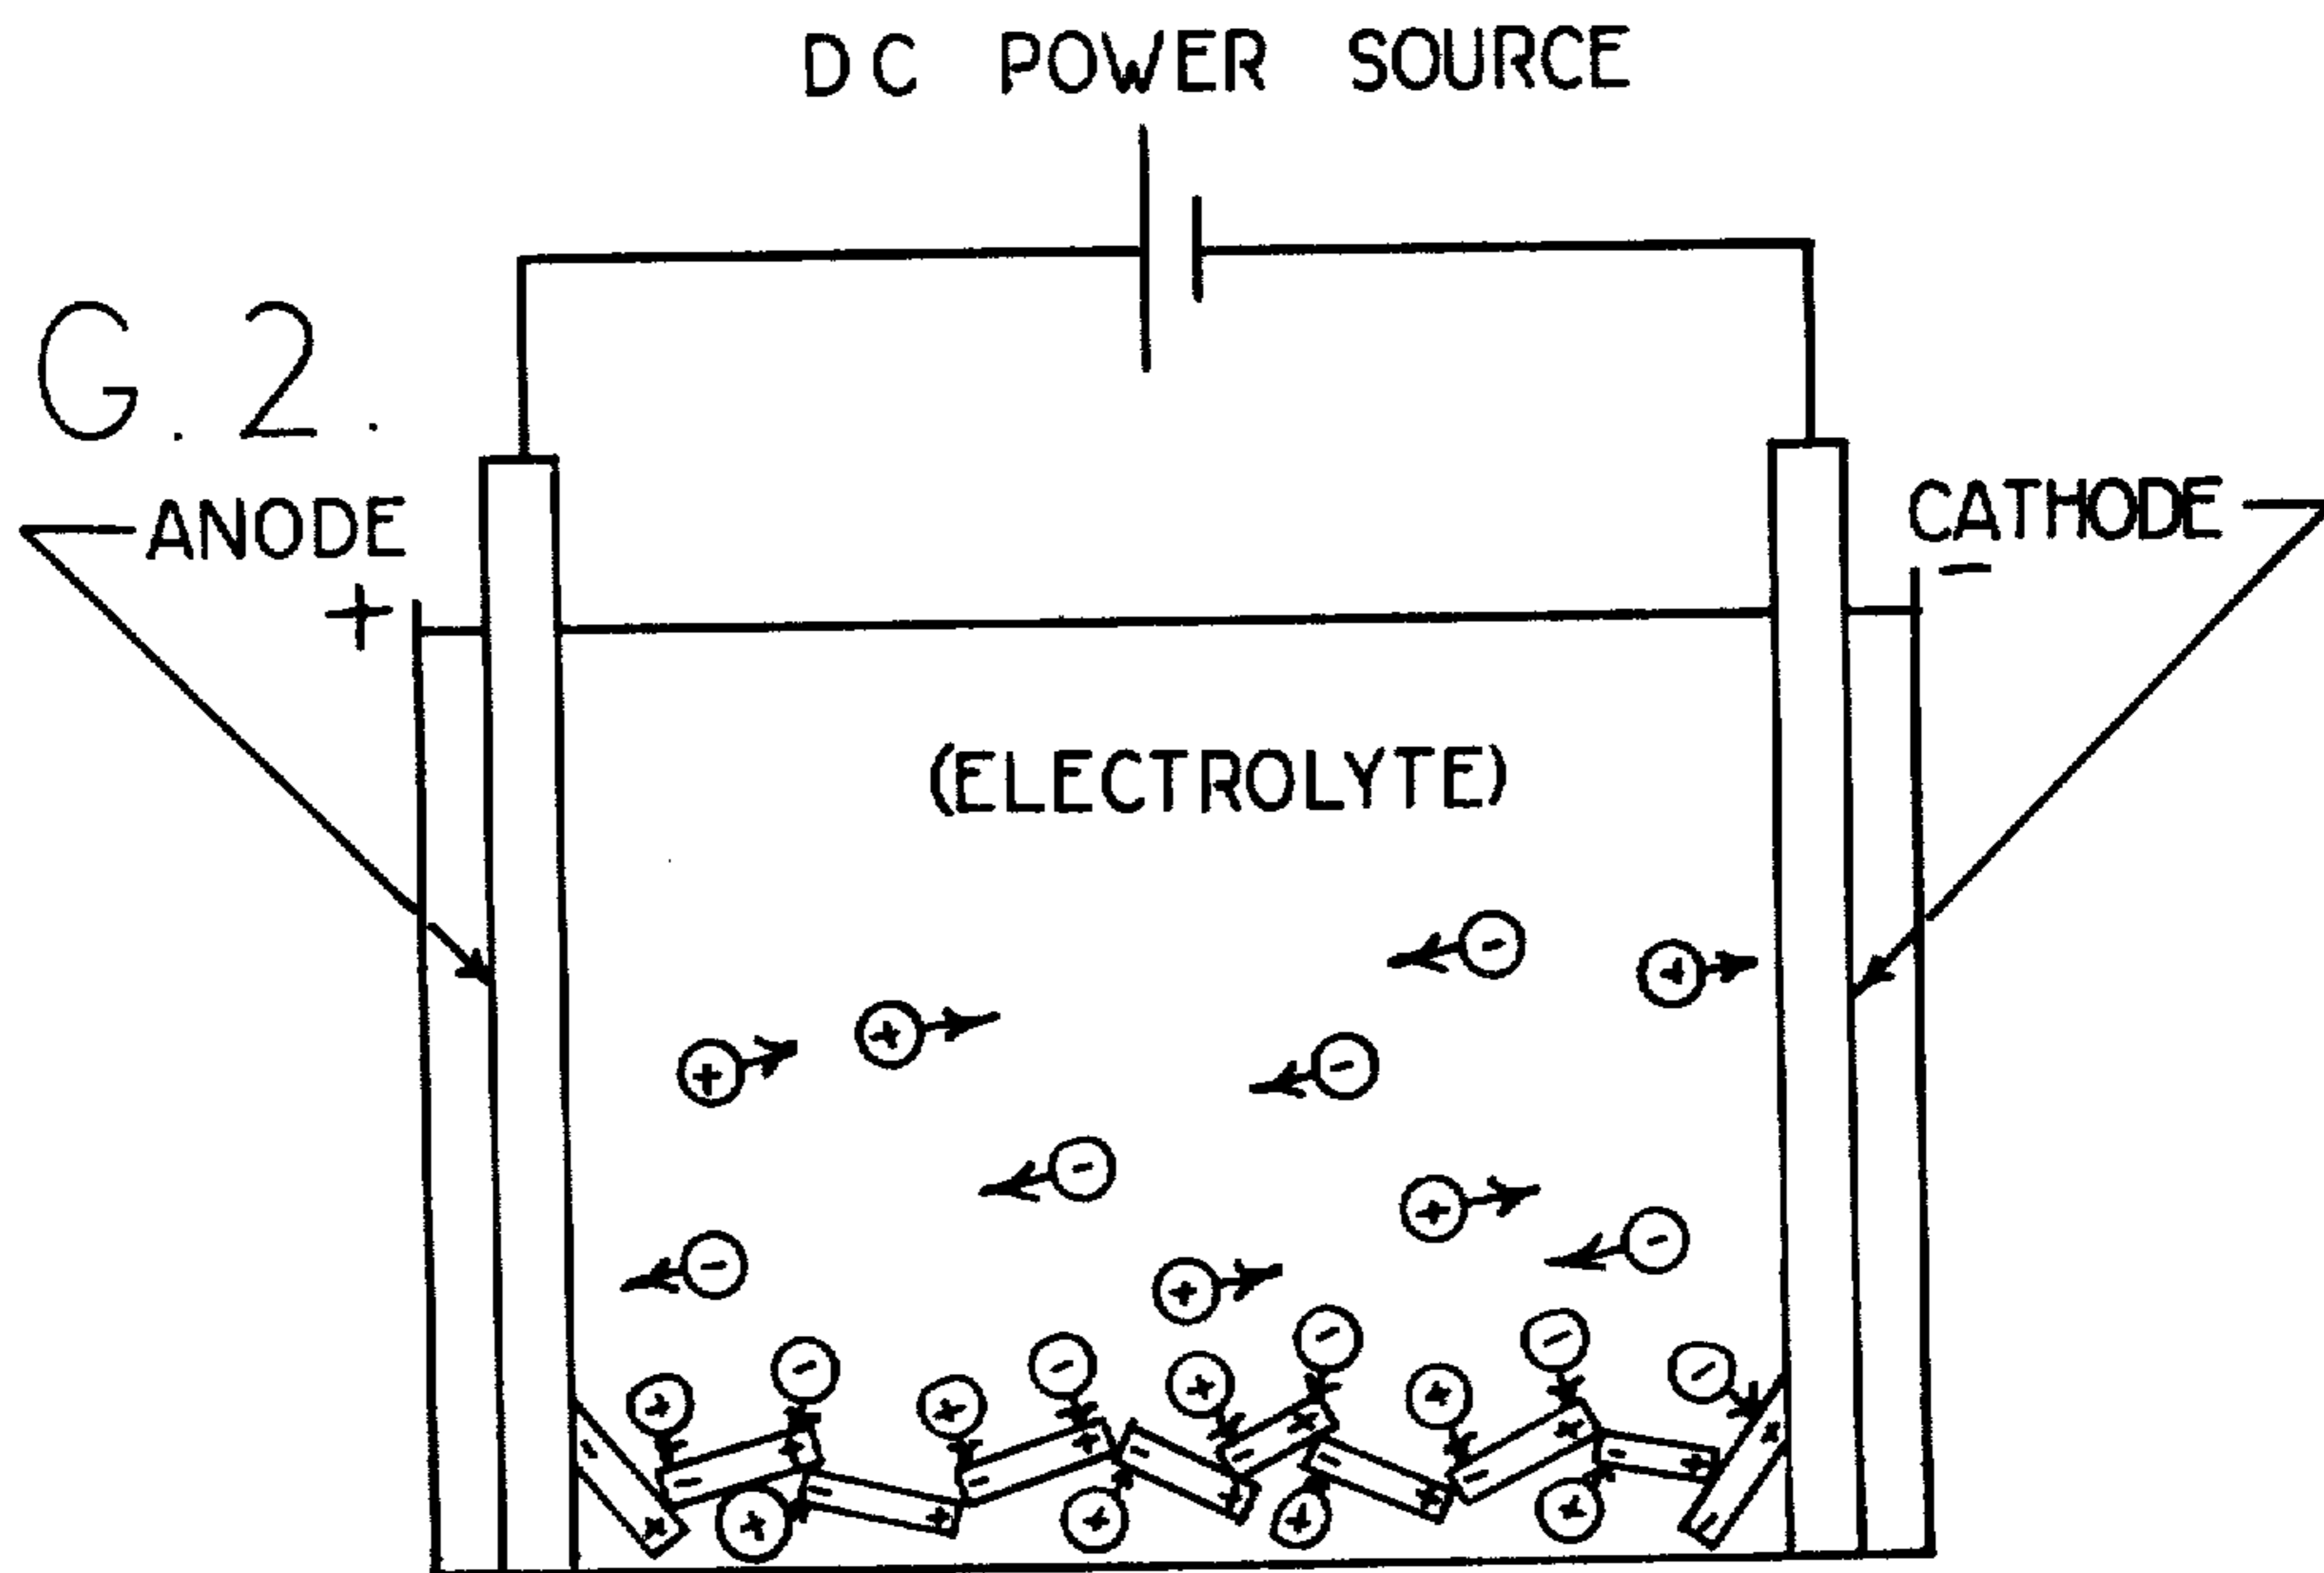 DC POWER SOURCE
G.2.
ANODE
CATHODE
+
−
(ELECTROLYTE)